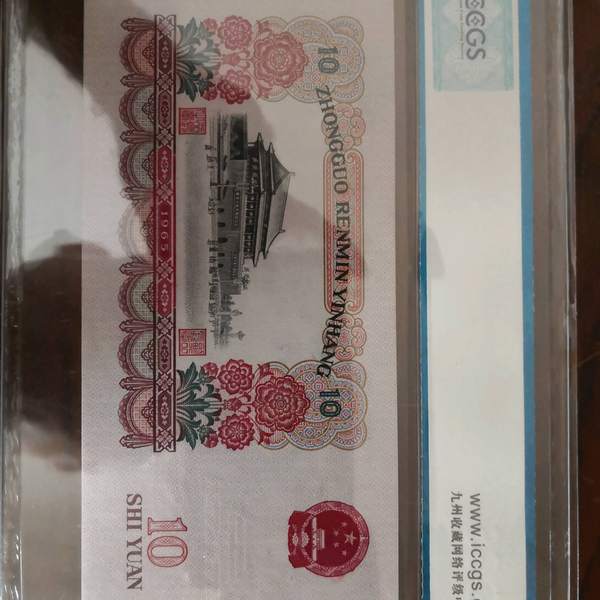 CCGS
www.iccgs.
九州收藏网络评级
10 ZHONGGUO RENMIN YINHANG 10
1965
10
SHI YUAN